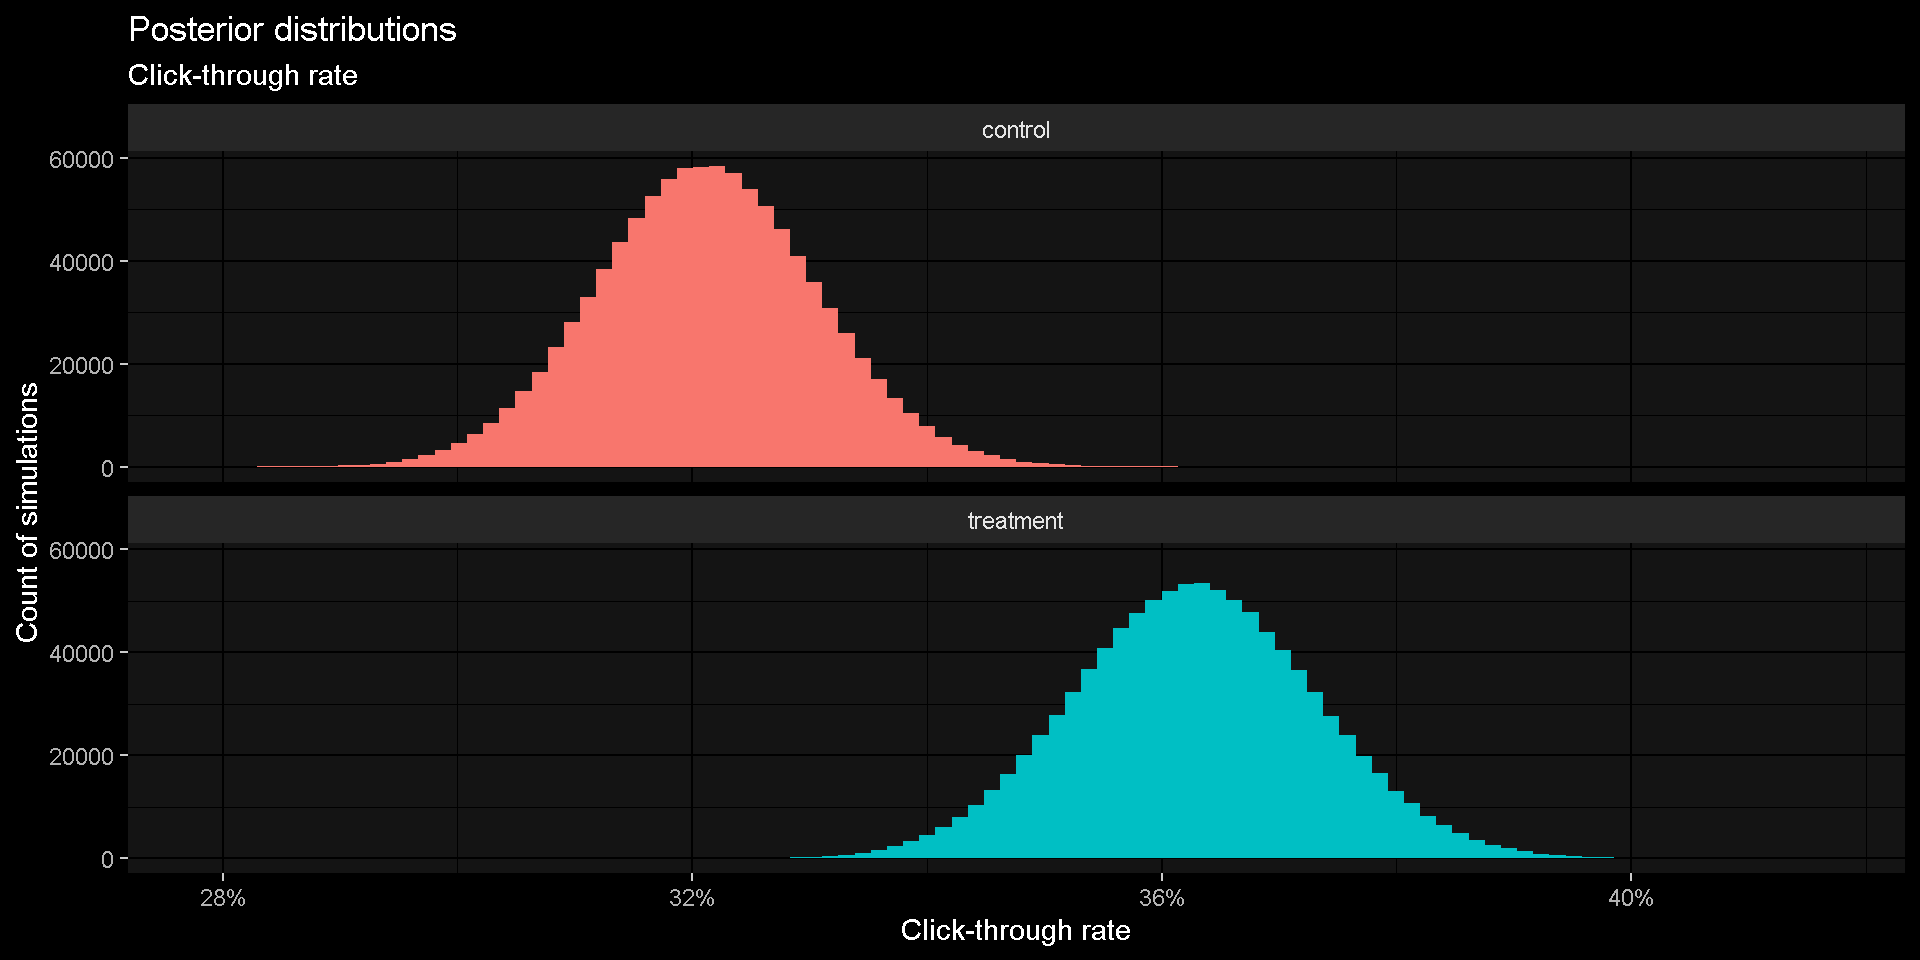 Posterior distributions
Click-through rate
control
60000
40000
20000
0
treatment
60000
40000
20000
0
Count of simulations
28% 32% 36% 40%
Click-through rate